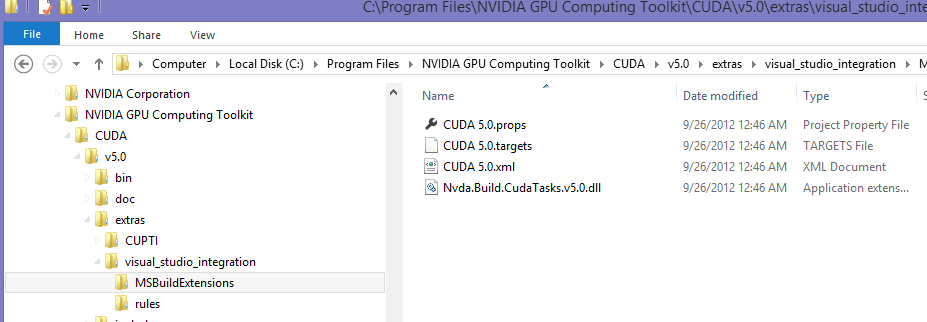 C:\Program Files\NVIDIA GPU Computing Toolkit\CUDA\v5.0\extras\visual_studio_inte
File Home Share View
Computer Local Disk (C:) Program Files NVIDIA GPU Computing Toolkit CUDA v5.0 extras visual_studio_integration M
NVIDIA Corporation
NVIDIA GPU Computing Toolkit
CUDA
v5.0
bin
doc
extras
CUPTI
visual_studio_integration
MSBuildExtensions
rules
Name Date modified Type S
CUDA 5.0.props 9/26/2012 12:46 AM Project Property File
CUDA 5.0.targets 9/26/2012 12:46 AM TARGETS File
CUDA 5.0.xml 9/26/2012 12:46 AM XML Document
Nvda.Build.CudaTasks.v5.0.dll 9/26/2012 12:46 AM Application extens...